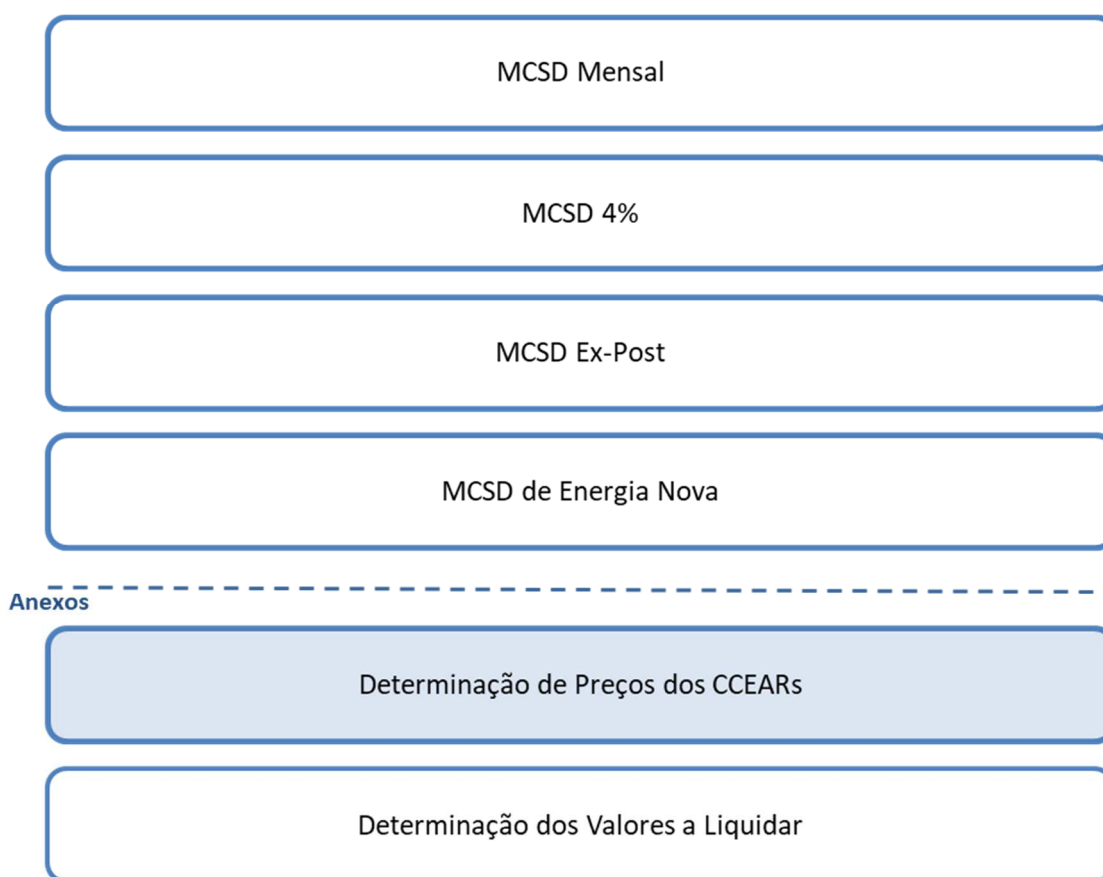 MCSD Mensal
MCSD 4%
MCSD Ex-Post
MCSD de Energia Nova
Anexos
Determinação de Preços dos CCEARs
Determinação dos Valores a Liquidar